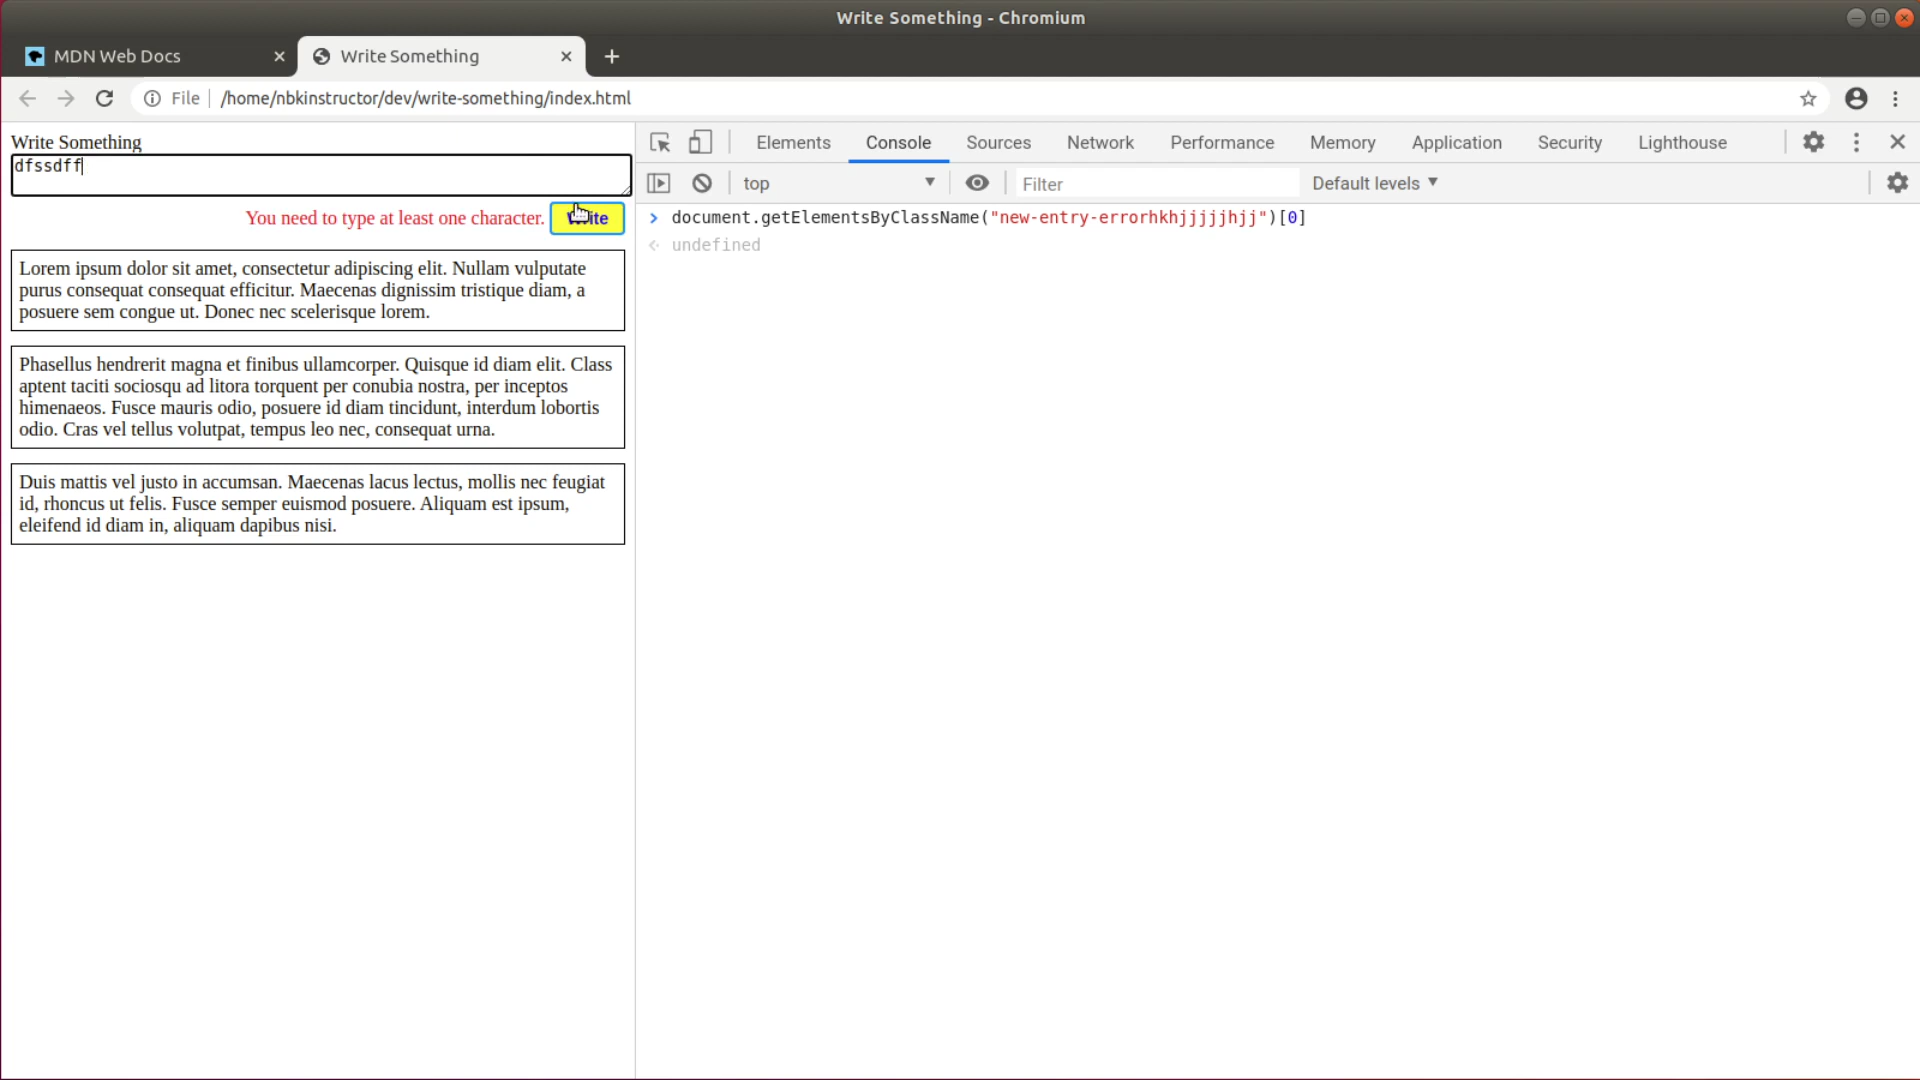 Write Something - Chromium
MDN Web Docs
Write Something
File /home/nbkinstructor/dev/write-something/index.html
Write Something
dfssdff
You need to type at least one character. Write
Lorem ipsum dolor sit amet, consectetur adipiscing elit. Nullam vulputate
purus consequat consequat efficitur. Maecenas dignissim tristique diam, a
posuere sem congue ut. Donec nec scelerisque lorem.
Phasellus hendrerit magna et finibus ullamcorper. Quisque id diam elit. Class
aptent taciti sociosqu ad litora torquent per conubia nostra, per inceptos
himenaeos. Fusce mauris odio, posuere id diam tincidunt, interdum lobortis
odio. Cras vel tellus volutpat, tempus leo nec, consequat urna.
Duis mattis vel justo in accumsan. Maecenas lacus lectus, mollis nec feugiat
id, rhoncus ut felis. Fusce semper euismod posuere. Aliquam est ipsum,
eleifend id diam in, aliquam dapibus nisi.
Elements Console Sources Network Performance Memory Application Security Lighthouse
top Filter Default levels
document.getElementsByClassName("new-entry-errorhkhjjjjjhjj")[0]
undefined